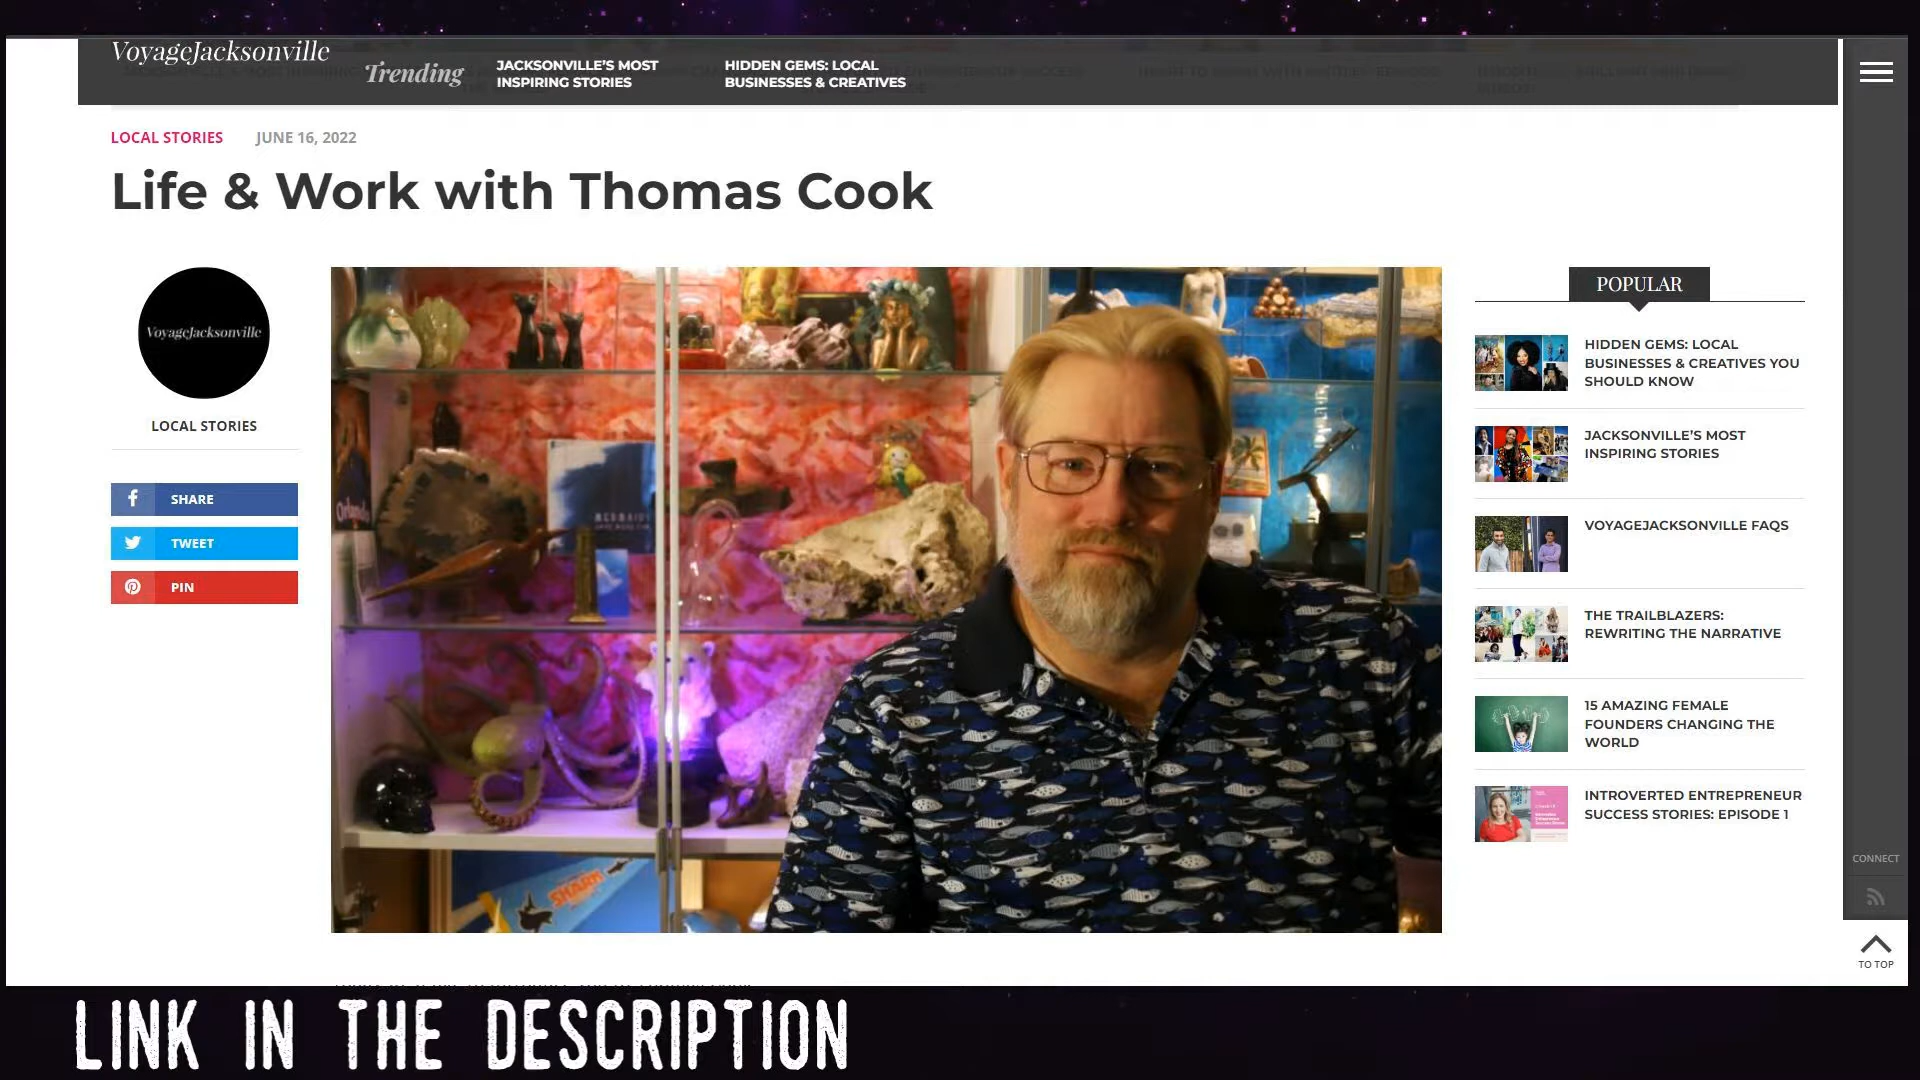 VoyageJacksonville
Trending
JACKSONVILLE'S MOST
INSPIRING STORIES
HIDDEN GEMS: LOCAL
BUSINESSES & CREATIVES
LOCAL STORIES
JUNE 16, 2022
Life & Work with Thomas Cook
VoyageJacksonville
LOCAL STORIES
SHARE
TWEET
PIN
Orlando
MERMAIDS
SHARK
POPULAR
HIDDEN GEMS: LOCAL
BUSINESSES & CREATIVES YOU
SHOULD KNOW
JACKSONVILLE'S MOST
INSPIRING STORIES
VOYAGEJACKSONVILLE FAQS
THE TRAILBLAZERS:
REWRITING THE NARRATIVE
15 AMAZING FEMALE
FOUNDERS CHANGING THE
WORLD
INTROVERTED ENTREPRENEUR
SUCCESS STORIES: EPISODE 1
CONNECT
TO TOP
LINK IN THE DESCRIPTION